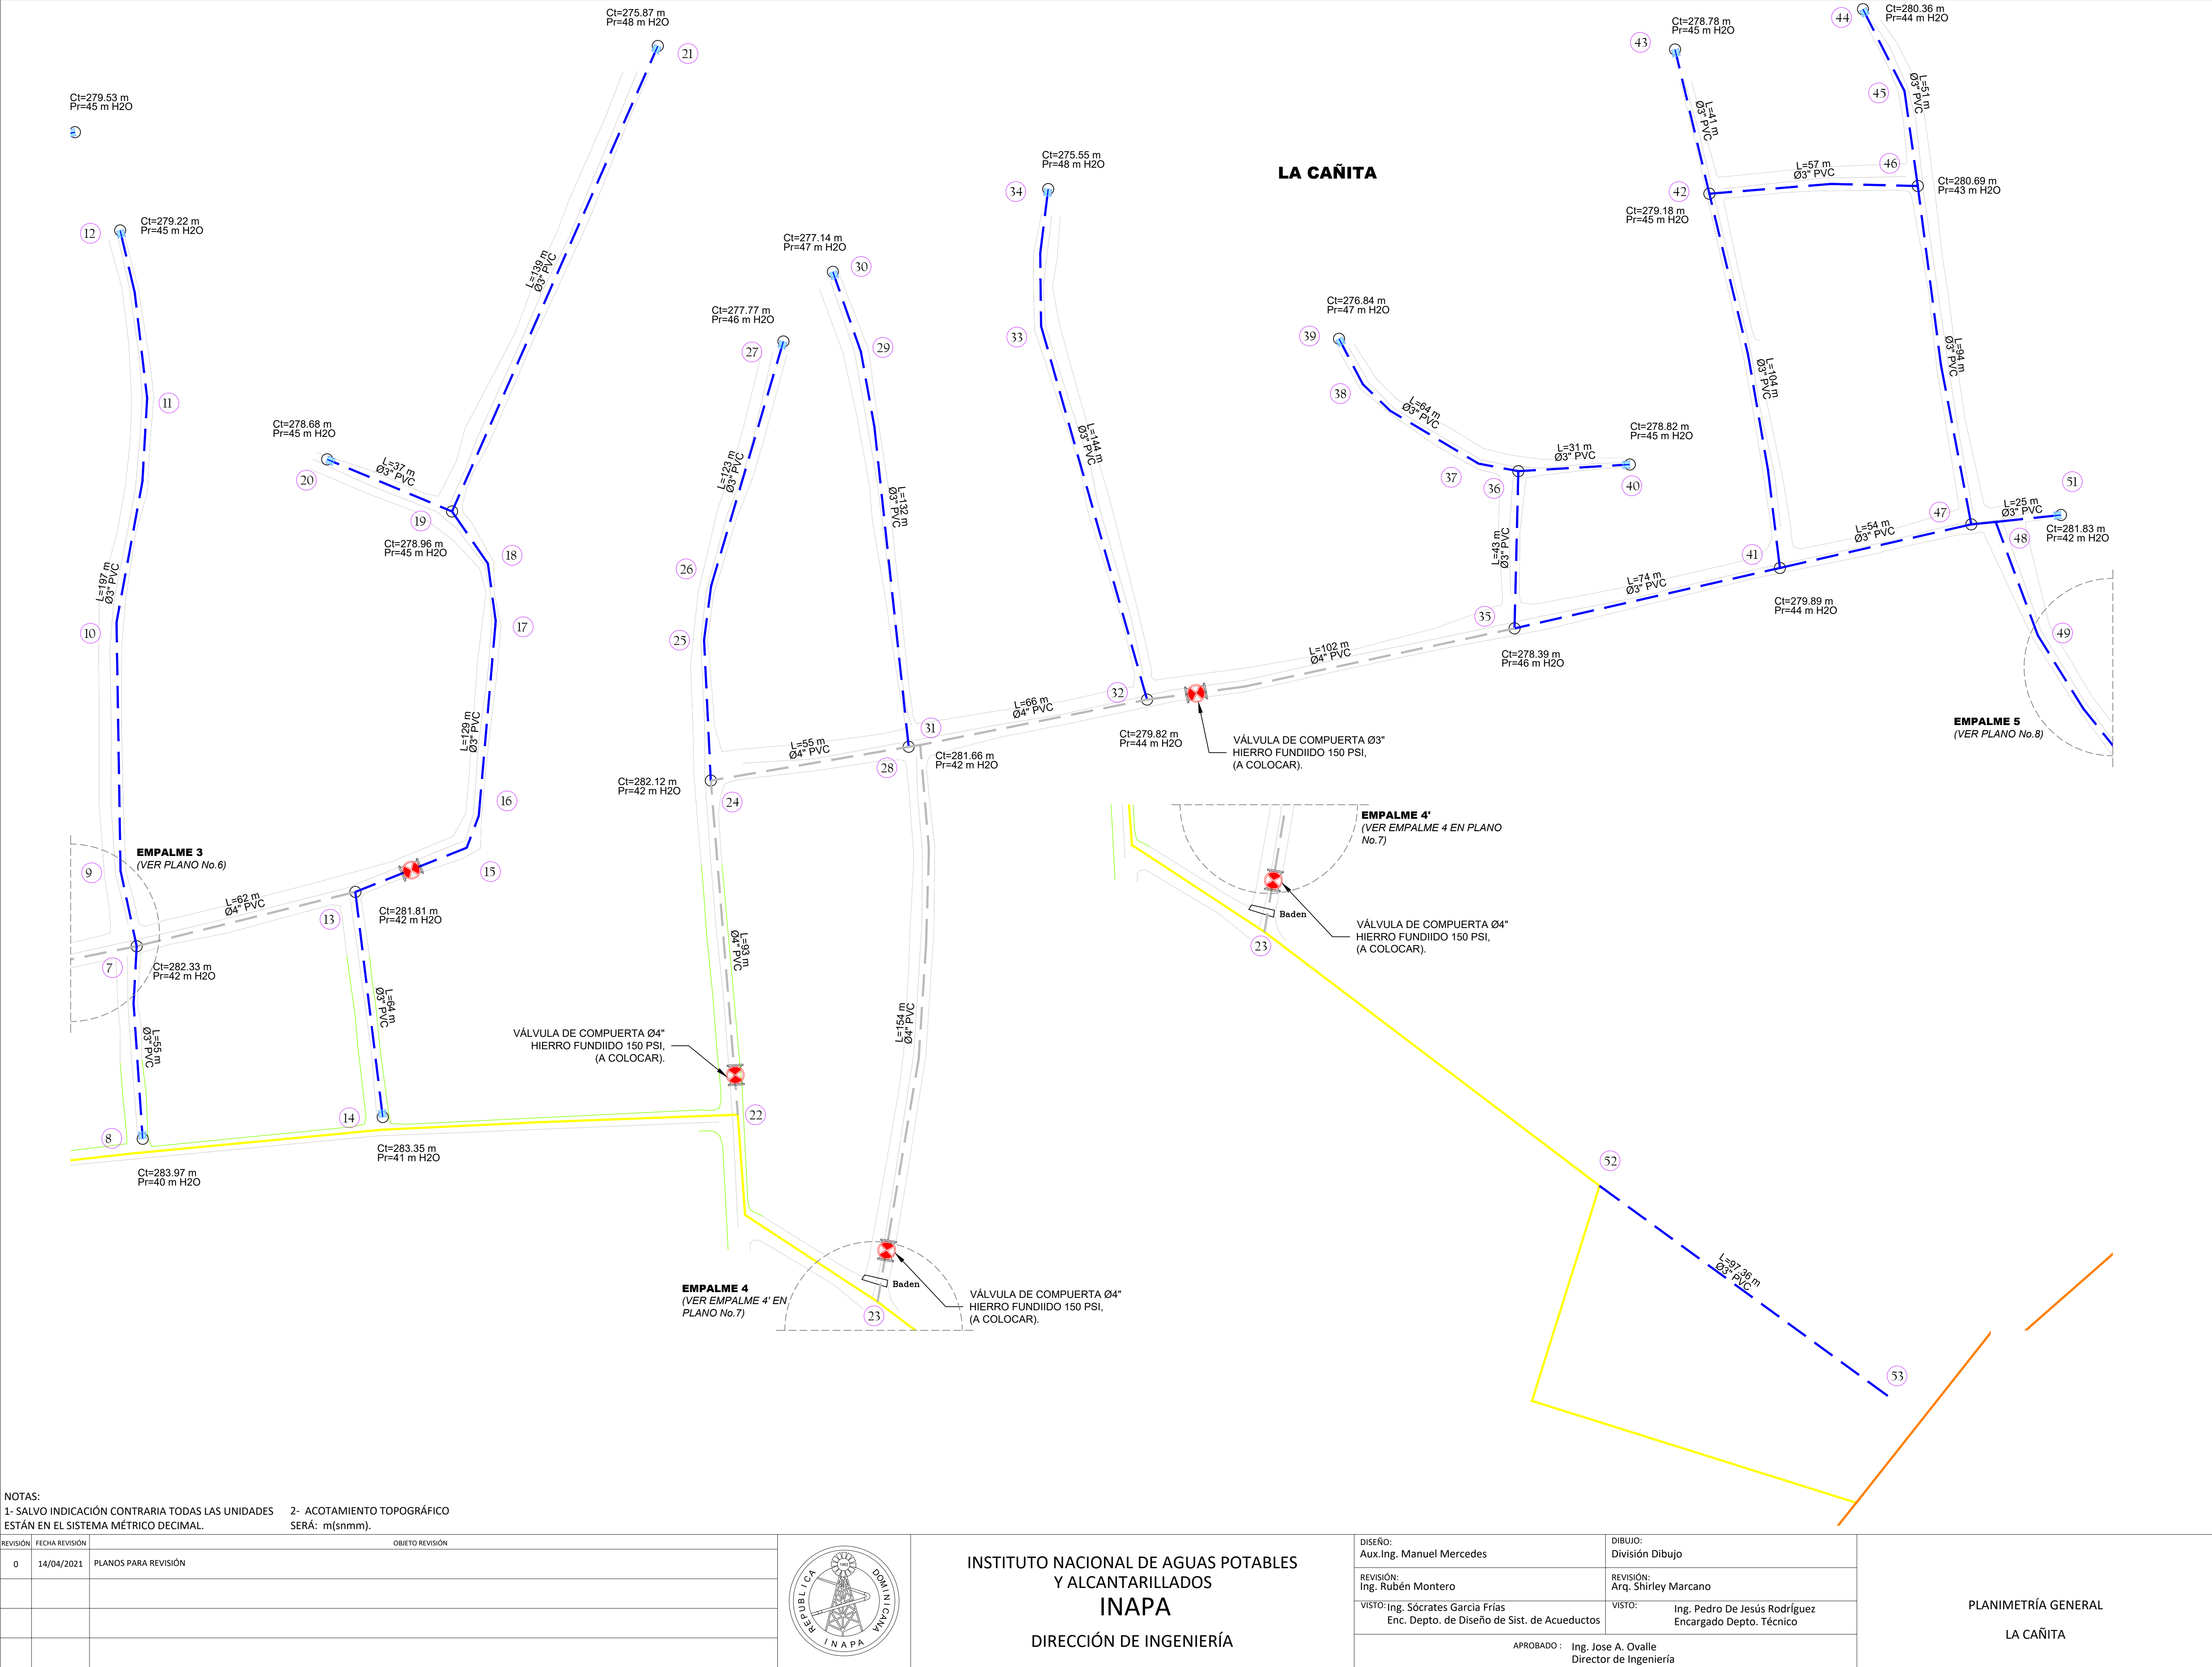 Ct=275.87 m
Pr=48 m H2O
21
Ct=279.53 m
Pr=45 m H2O
12
Ct=279.22 m
Pr=45 m H2O
L=139 m
Ø3" PVC
11
Ct=278.68 m
Pr=45 m H2O
20
L=37 m
Ø3" PVC
19
Ct=278.96 m
Pr=45 m H2O
18
17
L=197 m
Ø3" PVC
10
L=129 m
Ø3" PVC
16
15
EMPALME 3
(VER PLANO No.6)
9
L=62 m
Ø4" PVC
13
Ct=281.81 m
Pr=42 m H2O
7
Ct=282.33 m
Pr=42 m H2O
L=55 m
Ø3" PVC
L=64 m
Ø3" PVC
8
14
Ct=283.97 m
Pr=40 m H2O
Ct=283.35 m
Pr=41 m H2O
Ct=277.14 m
Pr=47 m H2O
30
Ct=277.77 m
Pr=46 m H2O
27
29
L=123 m
Ø3" PVC
L=132 m
Ø3" PVC
26
25
L=55 m
Ø4" PVC
28
31
Ct=281.66 m
Pr=42 m H2O
Ct=282.12 m
Pr=42 m H2O
24
L=93 m
Ø4" PVC
L=154 m
Ø4" PVC
VÁLVULA DE COMPUERTA Ø4"
HIERRO FUNDIIDO 150 PSI,
(A COLOCAR).
22
EMPALME 4
(VER EMPALME 4' EN
PLANO No.7)
Baden
23
VÁLVULA DE COMPUERTA Ø4"
HIERRO FUNDIIDO 150 PSI,
(A COLOCAR).
Ct=275.55 m
Pr=48 m H2O
34
33
L=144 m
Ø3" PVC
L=66 m
Ø4" PVC
32
Ct=279.82 m
Pr=44 m H2O
VÁLVULA DE COMPUERTA Ø3"
HIERRO FUNDIIDO 150 PSI,
(A COLOCAR).
L=102 m
Ø4" PVC
LA CAÑITA
Ct=276.84 m
Pr=47 m H2O
39
38
L=64 m
Ø3" PVC
37
36
L=31 m
Ø3" PVC
Ct=278.82 m
Pr=45 m H2O
40
L=43 m
Ø3" PVC
35
Ct=278.39 m
Pr=46 m H2O
L=74 m
Ø3" PVC
43
Ct=278.78 m
Pr=45 m H2O
L=41 m
Ø3" PVC
44
Ct=280.36 m
Pr=44 m H2O
45
L=51 m
Ø3" PVC
46
L=57 m
Ø3" PVC
42
Ct=279.18 m
Pr=45 m H2O
Ct=280.69 m
Pr=43 m H2O
L=104 m
Ø3" PVC
L=94 m
Ø3" PVC
41
Ct=279.89 m
Pr=44 m H2O
L=54 m
Ø3" PVC
47
L=25 m
Ø3" PVC
51
48
Ct=281.83 m
Pr=42 m H2O
49
EMPALME 5
(VER PLANO No.8)
EMPALME 4'
(VER EMPALME 4 EN PLANO
No.7)
Baden
23
VÁLVULA DE COMPUERTA Ø4"
HIERRO FUNDIIDO 150 PSI,
(A COLOCAR).
52
L=97.36 m
Ø3" PVC
53
NOTAS:
1- SALVO INDICACIÓN CONTRARIA TODAS LAS UNIDADES
ESTÁN EN EL SISTEMA MÉTRICO DECIMAL.
2- ACOTAMIENTO TOPOGRÁFICO
SERÁ: m(snmm).
REVISIÓN FECHA REVISIÓN OBJETO REVISIÓN
0 14/04/2021 PLANOS PARA REVISIÓN
REPUBLICA DOMINICANA
1962
INAPA
INSTITUTO NACIONAL DE AGUAS POTABLES
Y ALCANTARILLADOS
INAPA
DIRECCIÓN DE INGENIERÍA
DISEÑO:
Aux.Ing. Manuel Mercedes
DIBUJO:
División Dibujo
REVISIÓN:
Ing. Rubén Montero
REVISIÓN:
Arq. Shirley Marcano
VISTO: Ing. Sócrates Garcia Frías
Enc. Depto. de Diseño de Sist. de Acueductos
VISTO: Ing. Pedro De Jesús RodrÍguez
Encargado Depto. Técnico
APROBADO : Ing. Jose A. Ovalle
Director de Ingeniería
PLANIMETRÍA GENERAL
LA CAÑITA